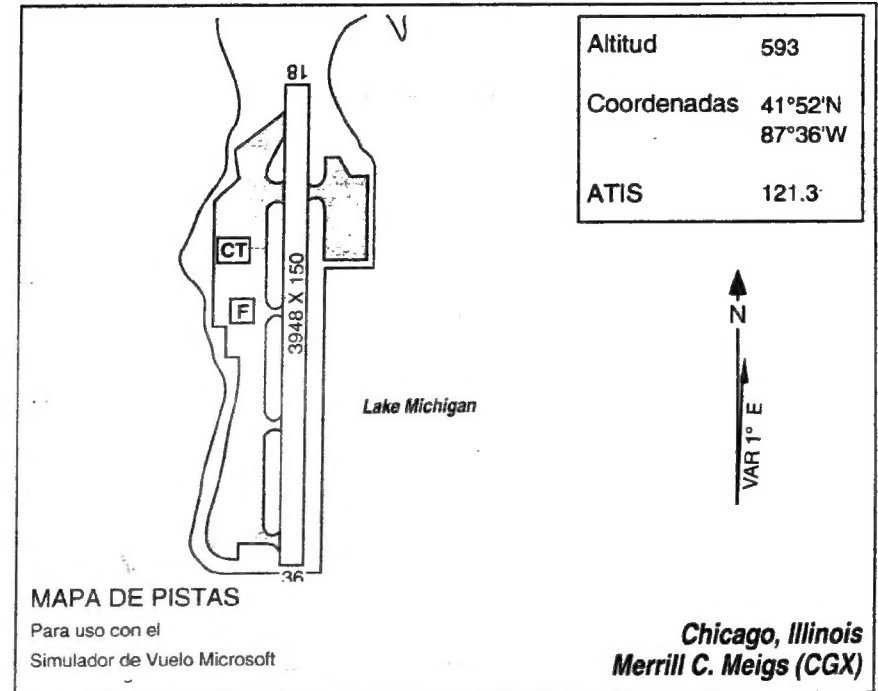 Altitud 593
Coordenadas 41°52'N
87°36'W
ATIS 121.3
18
CT
F
3948 X 150
36
Lake Michigan
N
VAR 1° E
MAPA DE PISTAS
Para uso con el
Simulador de Vuelo Microsoft
Chicago, Illinois
Merrill C. Meigs (CGX)